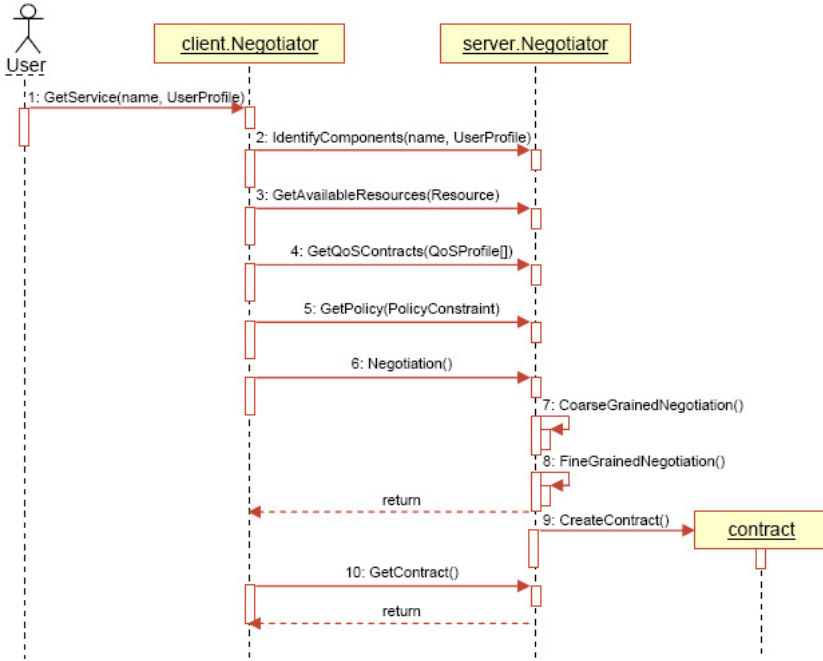 User
client.Negotiator
server.Negotiator
1: GetService(name, UserProfile)
2: IdentifyComponents(name, UserProfile)
3: GetAvailableResources(Resource)
4: GetQoSContracts(QoSProfile[])
5: GetPolicy(PolicyConstraint)
6: Negotiation()
7: CoarseGrainedNegotiation()
8: FineGrainedNegotiation()
return
9: CreateContract()
contract
10: GetContract()
return